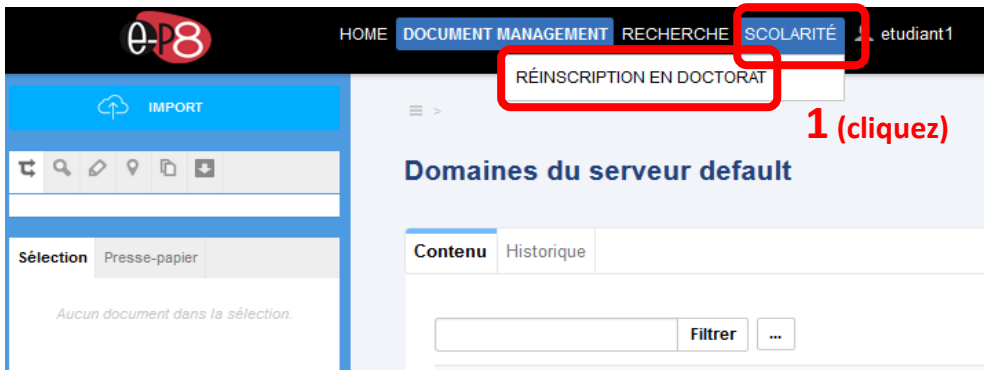 e-P8
HOME DOCUMENT MANAGEMENT RECHERCHE SCOLARITÉ etudiant1
RÉINSCRIPTION EN DOCTORAT
IMPORT
>
1 (cliquez)
Domaines du serveur default
Sélection Presse-papier
Contenu Historique
Aucun document dans la sélection.
Filtrer ...